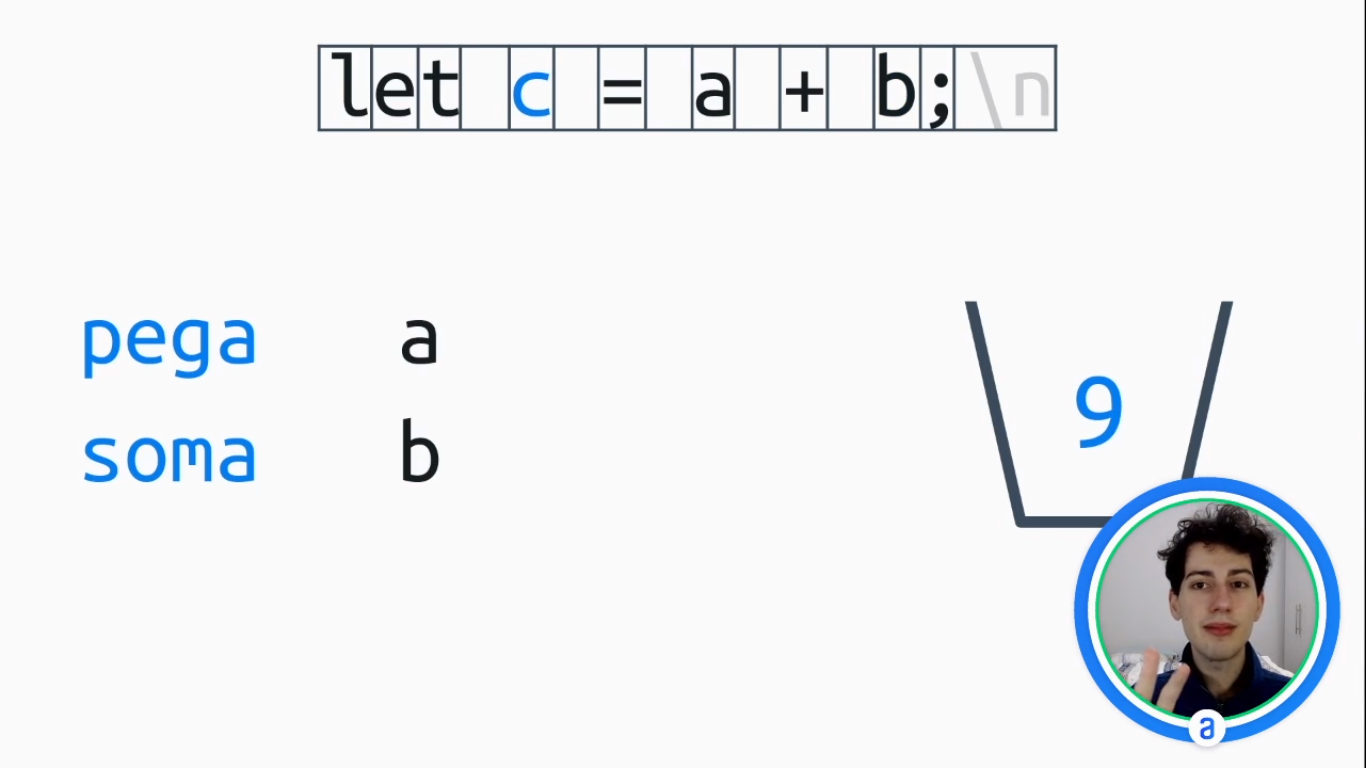 let c = a + b;\n
pega a
soma b
9
a